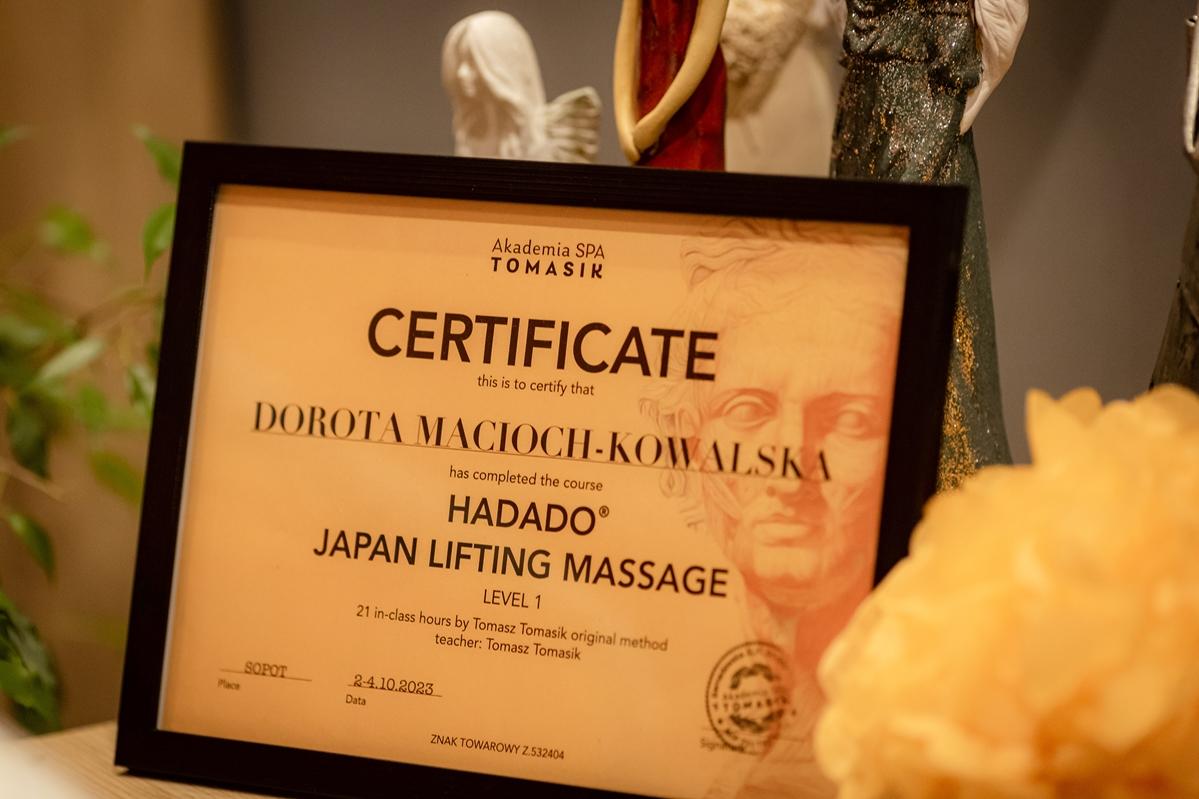 Akademia SPA
TOMASIK
CERTIFICATE
this is to certify that
DOROTA MACIOCH-KOWALSKA
has completed the course
HADADO®
JAPAN LIFTING MASSAGE
LEVEL 1
21 in-class hours by Tomasz Tomasik original method
teacher: Tomasz Tomasik
SOPOT
Place
2-4.10.2023
Data
Akademia
TOMASIK
ZNAK TOWAROWY Z.532404